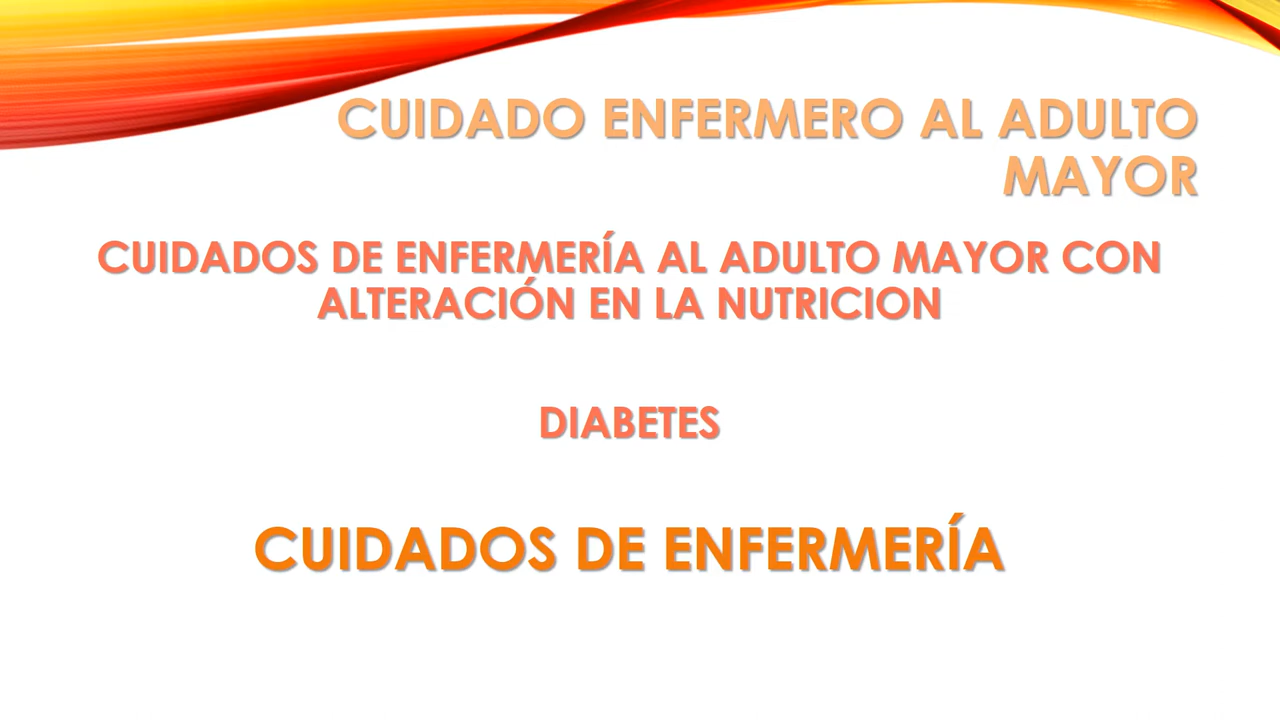 CUIDADO ENFERMERO AL ADULTO
MAYOR
CUIDADOS DE ENFERMERÍA AL ADULTO MAYOR CON
ALTERACIÓN EN LA NUTRICION
DIABETES
CUIDADOS DE ENFERMERÍA